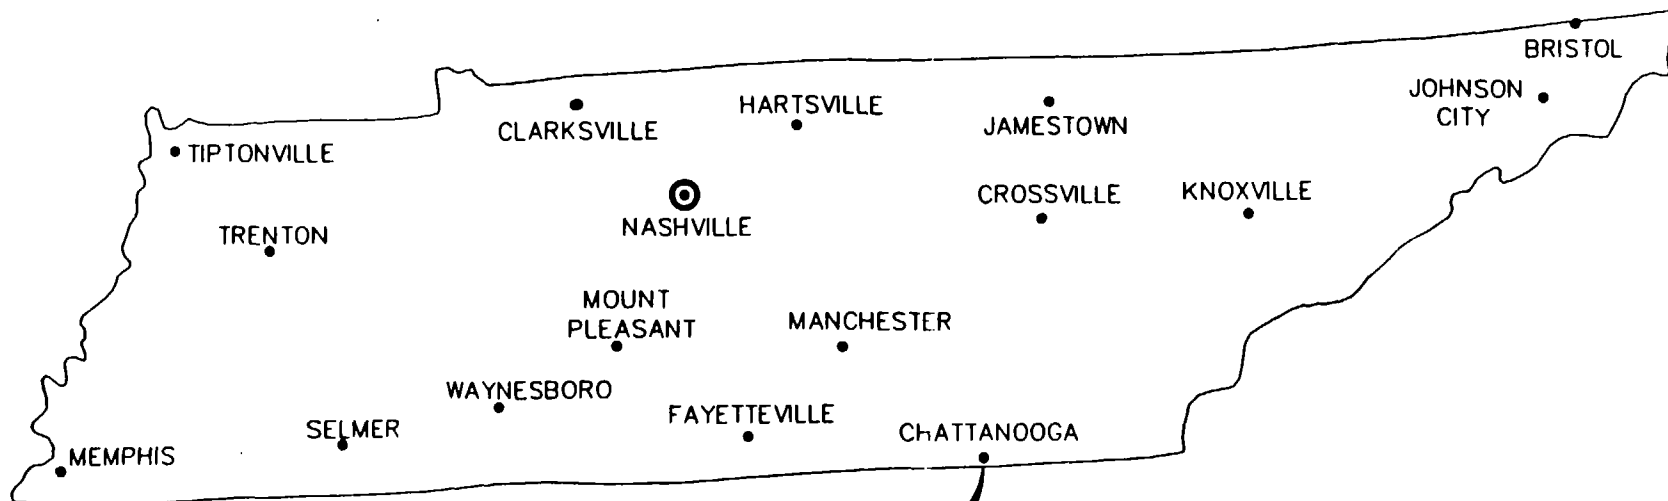 BRISTOL
JOHNSON
CITY
HARTSVILLE
CLARKSVILLE
JAMESTOWN
TIPTONVILLE
CROSSVILLE
KNOXVILLE
NASHVILLE
TRENTON
MOUNT
PLEASANT
MANCHESTER
WAYNESBORO
FAYETTEVILLE
SELMER
CHATTANOOGA
MEMPHIS